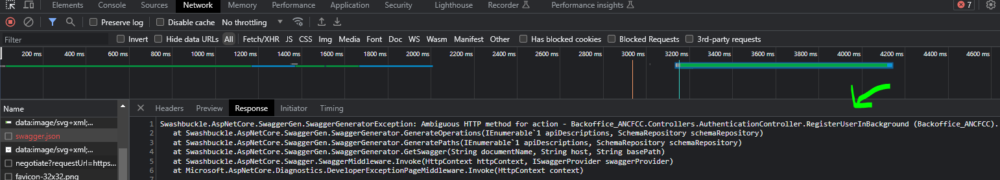 Elements Console Sources Network Memory Performance Application Security Lighthouse Recorder Performance insights 7
Preserve log Disable cache No throttling
Filter Invert Hide data URLs All Fetch/XHR JS CSS Img Media Font Doc WS Wasm Manifest Other Has blocked cookies Blocked Requests 3rd-party requests
200 ms 400 ms 600 ms 800 ms 1000 ms 1200 ms 1400 ms 1600 ms 1800 ms 2000 ms 2200 ms 2400 ms 2600 ms 2800 ms 3000 ms 3200 ms 3400 ms 3600 ms 3800 ms 4000 ms 4200 ms 4400 ms 4600 ms
Name
data:image/svg+xml;...
swagger.json
data:image/svg+xml;...
negotiate?requestUrl=https...
favicon-32x32.png
Headers Preview Response Initiator Timing
1 Swashbuckle.AspNetCore.SwaggerGen.SwaggerGeneratorException: Ambiguous HTTP method for action - Backoffice_ANCFCC.Controllers.AuthenticationController.RegisterUserInBackground (Backoffice_ANCFCC).
2 at Swashbuckle.AspNetCore.SwaggerGen.SwaggerGenerator.GenerateOperations(IEnumerable`1 apiDescriptions, SchemaRepository schemaRepository)
3 at Swashbuckle.AspNetCore.SwaggerGen.SwaggerGenerator.GeneratePaths(IEnumerable`1 apiDescriptions, SchemaRepository schemaRepository)
4 at Swashbuckle.AspNetCore.SwaggerGen.SwaggerGenerator.GetSwagger(String documentName, String host, String basePath)
5 at Swashbuckle.AspNetCore.Swagger.SwaggerMiddleware.Invoke(HttpContext httpContext, ISwaggerProvider swaggerProvider)
6 at Microsoft.AspNetCore.Diagnostics.DeveloperExceptionPageMiddleware.Invoke(HttpContext context)